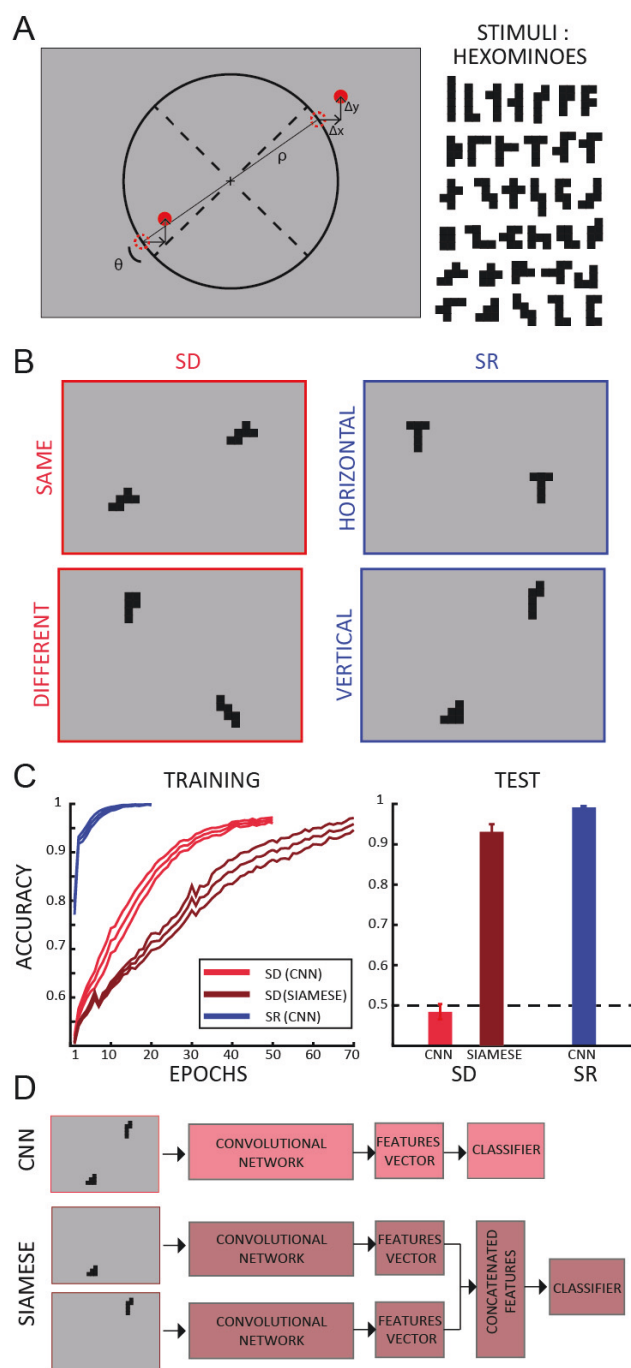 A
STIMULI :
HEXOMINOES
Δy
Δx
ρ
θ
B
SD
SR
SAME
HORIZONTAL
DIFFERENT
VERTICAL
C
TRAINING
TEST
ACCURACY
1
0.9
0.8
0.7
0.6
SD (CNN)
SD(SIAMESE)
SR (CNN)
1
10
20
30
40
50
60
70
EPOCHS
1
0.9
0.8
0.7
0.6
0.5
CNN
SIAMESE
CNN
SD
SR
D
CNN
CONVOLUTIONAL
NETWORK
FEATURES
VECTOR
CLASSIFIER
SIAMESE
CONVOLUTIONAL
NETWORK
FEATURES
VECTOR
CONCATENATED
FEATURES
CLASSIFIER
CONVOLUTIONAL
NETWORK
FEATURES
VECTOR